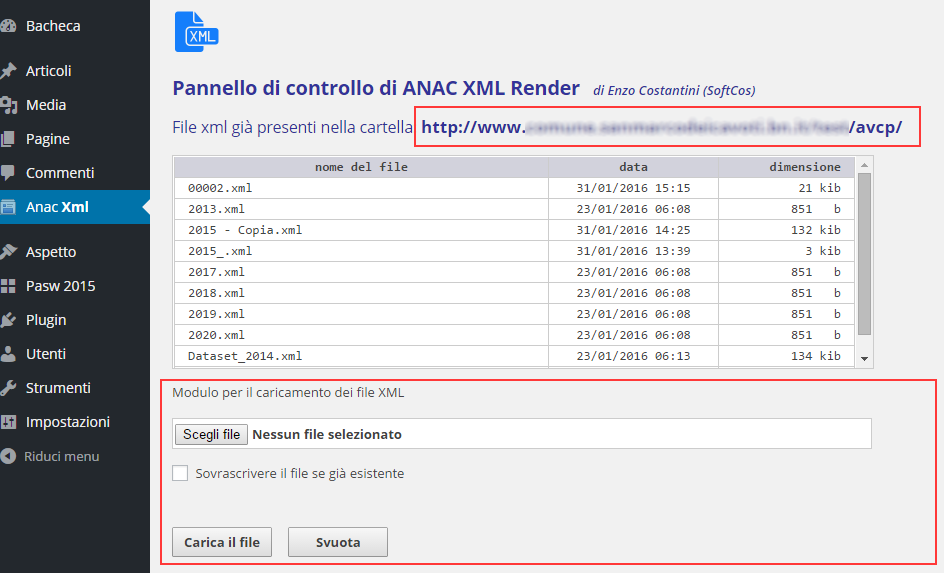 Bacheca
Articoli
Media
Pagine
Commenti
Anac Xml
Aspetto
Pasw 2015
Plugin
Utenti
Strumenti
Impostazioni
Riduci menu
XML
Pannello di controllo di ANAC XML Render di Enzo Costantini (SoftCos)
File xml già presenti nella cartella http://www. /avcp/
nome del file data dimensione
00002.xml 31/01/2016 15:15 21 kib
2013.xml 23/01/2016 06:08 851 b
2015 - Copia.xml 31/01/2016 14:25 132 kib
2015_.xml 31/01/2016 13:39 3 kib
2017.xml 23/01/2016 06:08 851 b
2018.xml 23/01/2016 06:08 851 b
2019.xml 23/01/2016 06:08 851 b
2020.xml 23/01/2016 06:08 851 b
Dataset_2014.xml 23/01/2016 06:13 134 kib
Modulo per il caricamento dei file XML
Scegli file Nessun file selezionato
Sovrascrivere il file se già esistente
Carica il file Svuota